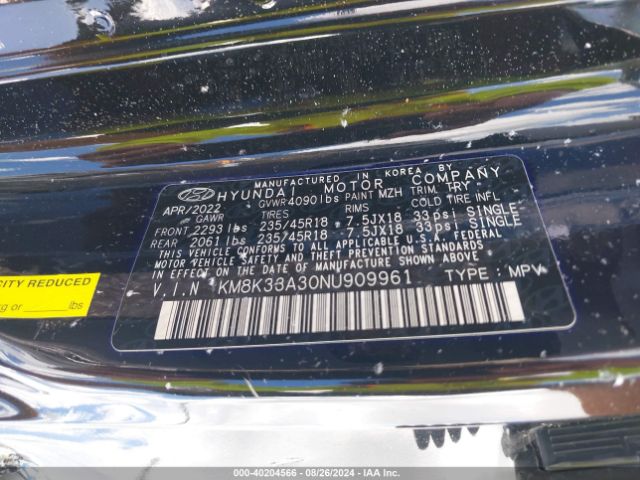 MANUFACTURED IN KOREA BY
HYUNDAI MOTOR COMPANY
APR/2022 GVWR 4090 lbs PAINT MZH TRIM TRY
GAWR TIRES RIMS COLD TIRE INFL
FRONT 2293 lbs 235/45R18 - 7.5JX18 33 psi SINGLE
REAR 2061 lbs 235/45R18 - 7.5JX18 33 psi SINGLE
THIS VEHICLE CONFORMS TO ALL APPLICABLE U.S. FEDERAL
MOTOR VEHICLE SAFETY, BUMPER, AND THEFT PREVENTION
STANDARDS IN EFFECT ON THE DATE OF MANUFACTURE SHOWN ABOVE.
V.I.N KM8K33A30NU909961 TYPE : MPV
CITY REDUCED
kg or ____ lbs
000-40204566 - 08/26/2024 - IAA Inc.